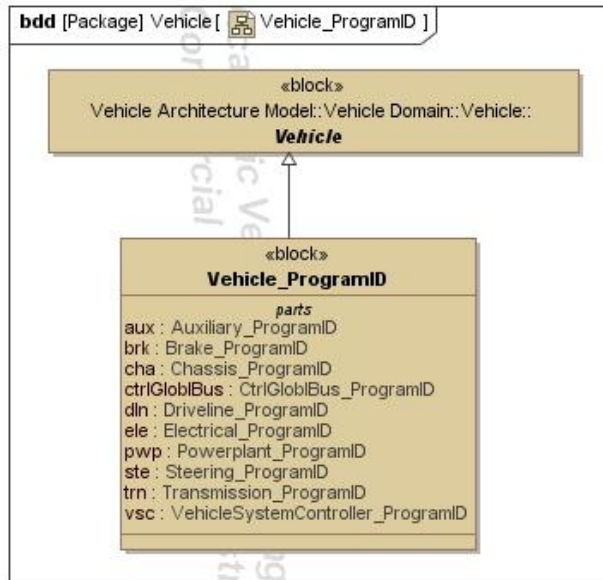 bdd [Package] Vehicle [ Vehicle_ProgramID ]
«block»
Vehicle Architecture Model::Vehicle Domain::Vehicle::
Vehicle
«block»
Vehicle_ProgramID
parts
aux : Auxiliary_ProgramID
brk : Brake_ProgramID
cha : Chassis_ProgramID
ctrlGloblBus : CtrlGloblBus_ProgramID
dln : Driveline_ProgramID
ele : Electrical_ProgramID
pwp : Powerplant_ProgramID
ste : Steering_ProgramID
trn : Transmission_ProgramID
vsc : VehicleSystemController_ProgramID